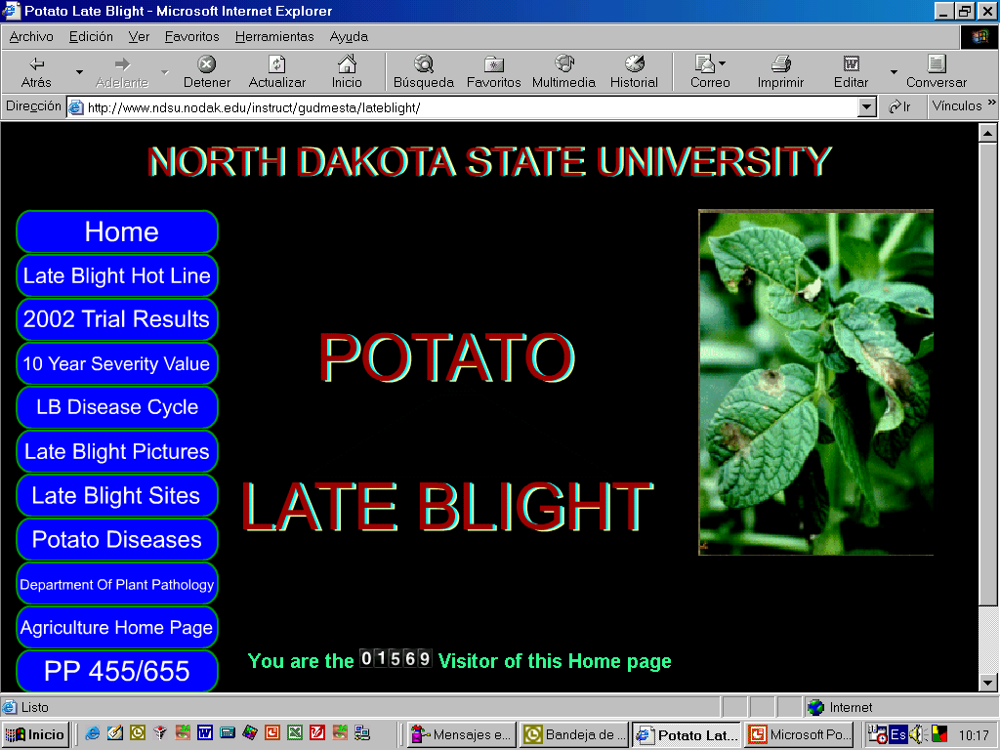 Potato Late Blight - Microsoft Internet Explorer
Archivo Edición Ver Favoritos Herramientas Ayuda
Atrás Adelante Detener Actualizar Inicio Búsqueda Favoritos Multimedia Historial Correo Imprimir Editar Conversar
Dirección http://www.ndsu.nodak.edu/instruct/gudmesta/lateblight/ Ir Vínculos »
NORTH DAKOTA STATE UNIVERSITY
Home
Late Blight Hot Line
2002 Trial Results
10 Year Severity Value
LB Disease Cycle
Late Blight Pictures
Late Blight Sites
Potato Diseases
Department Of Plant Pathology
Agriculture Home Page
PP 455/655
POTATO
LATE BLIGHT
You are the 01569 Visitor of this Home page
Listo Internet
Inicio Mensajes e... Bandeja de ... Potato Lat... Microsoft Po... Es 10:17